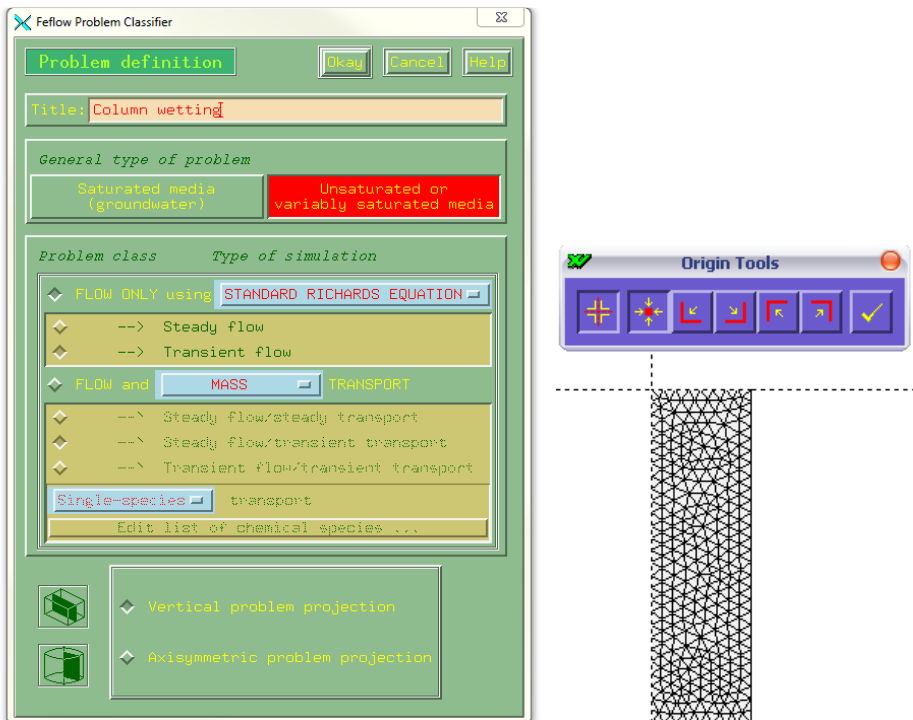 Feflow Problem Classifier
Problem definition
Okay
Cancel
Help
Title: Column wetting
General type of problem
Saturated media
(groundwater)
Unsaturated or
variably saturated media
Problem class
Type of simulation
FLOW ONLY using STANDARD RICHARDS EQUATION
--> Steady flow
--> Transient flow
FLOW and MASS TRANSPORT
--> Steady flow/steady transport
--> Steady flow/transient transport
--> Transient flow/transient transport
Single-species transport
Edit list of chemical species ...
Vertical problem projection
Axisymmetric problem projection
Origin Tools